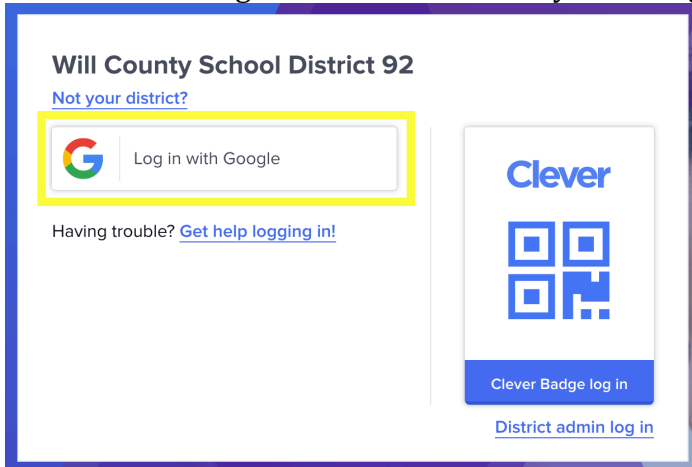 Will County School District 92
Not your district?
Log in with Google
Having trouble? Get help logging in!
Clever
Clever Badge log in
District admin log in